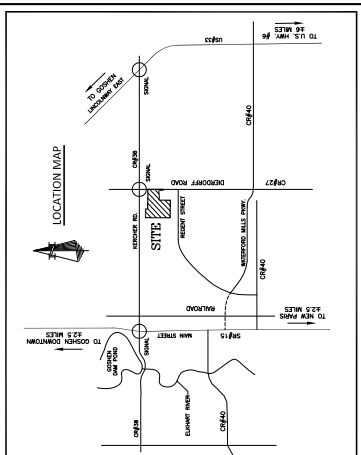 TO U.S. HWY. #6
±6 MILES
US#33
CR#40
TO GOSHEN
LINCOLNWAY EAST
SIGNAL
CR#38
LOCATION MAP
SIGNAL
DIERDORFF ROAD
CR#27
KERCHER RD.
SITE
REGENT STREET
WATERFORD MILLS PKWY.
CR#40
RAILROAD
TO NEW PARIS
±2.5 MILES
TO GOSHEN DOWNTOWN
±2.5 MILES
MAIN STREET
SR#15
SIGNAL
GOSHEN
DAM POND
ELKHART RIVER
CR#38
CR#40